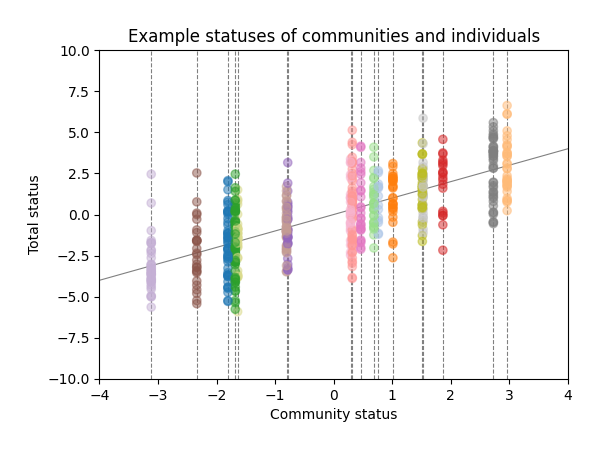 Example statuses of communities and individuals
10.0
7.5
5.0
2.5
0.0
−2.5
−5.0
−7.5
−10.0
Total status
−4 −3 −2 −1 0 1 2 3 4
Community status